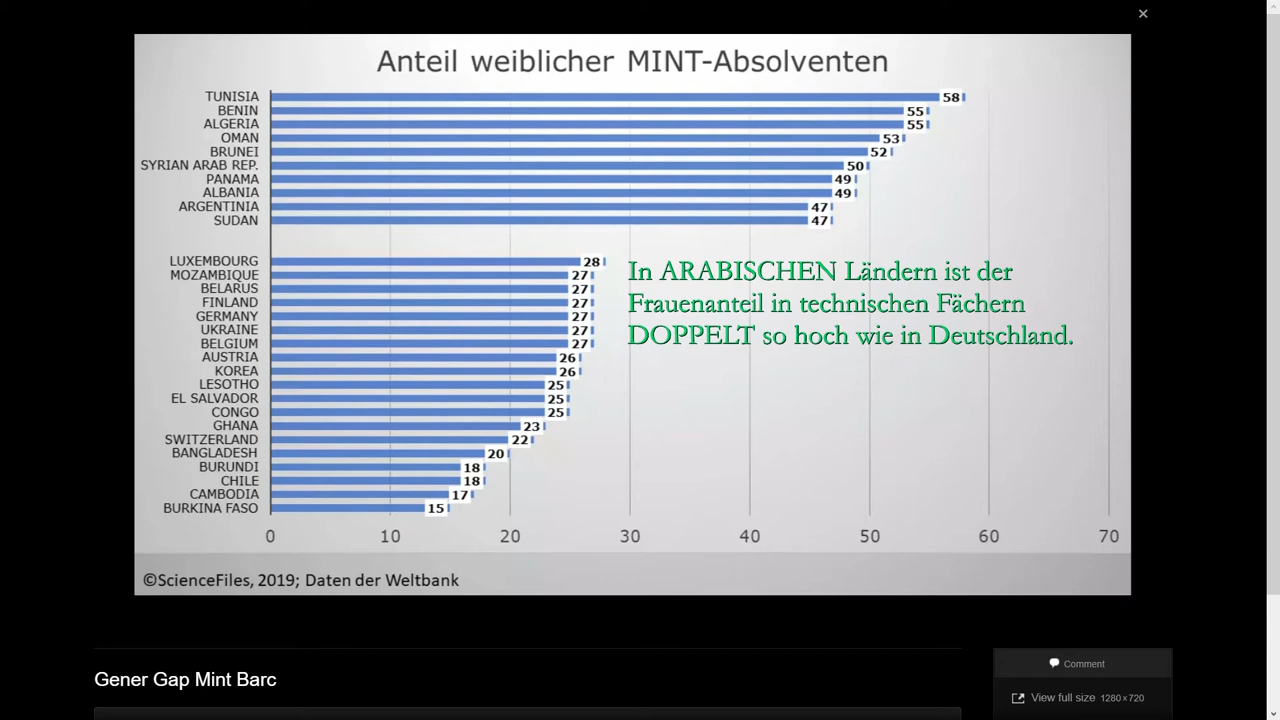 ×
Anteil weiblicher MINT-Absolventen
TUNISIA 58
BENIN 55
ALGERIA 55
OMAN 53
BRUNEI 52
SYRIAN ARAB REP. 50
PANAMA 49
ALBANIA 49
ARGENTINIA 47
SUDAN 47
LUXEMBOURG 28
MOZAMBIQUE 27
BELARUS 27
FINLAND 27
GERMANY 27
UKRAINE 27
BELGIUM 27
AUSTRIA 26
KOREA 26
LESOTHO 25
EL SALVADOR 25
CONGO 25
GHANA 23
SWITZERLAND 22
BANGLADESH 20
BURUNDI 18
CHILE 18
CAMBODIA 17
BURKINA FASO 15
0 10 20 30 40 50 60 70
In ARABISCHEN Ländern ist der
Frauenanteil in technischen Fächern
DOPPELT so hoch wie in Deutschland.
©ScienceFiles, 2019; Daten der Weltbank
Gener Gap Mint Barc
Comment
View full size 1280×720